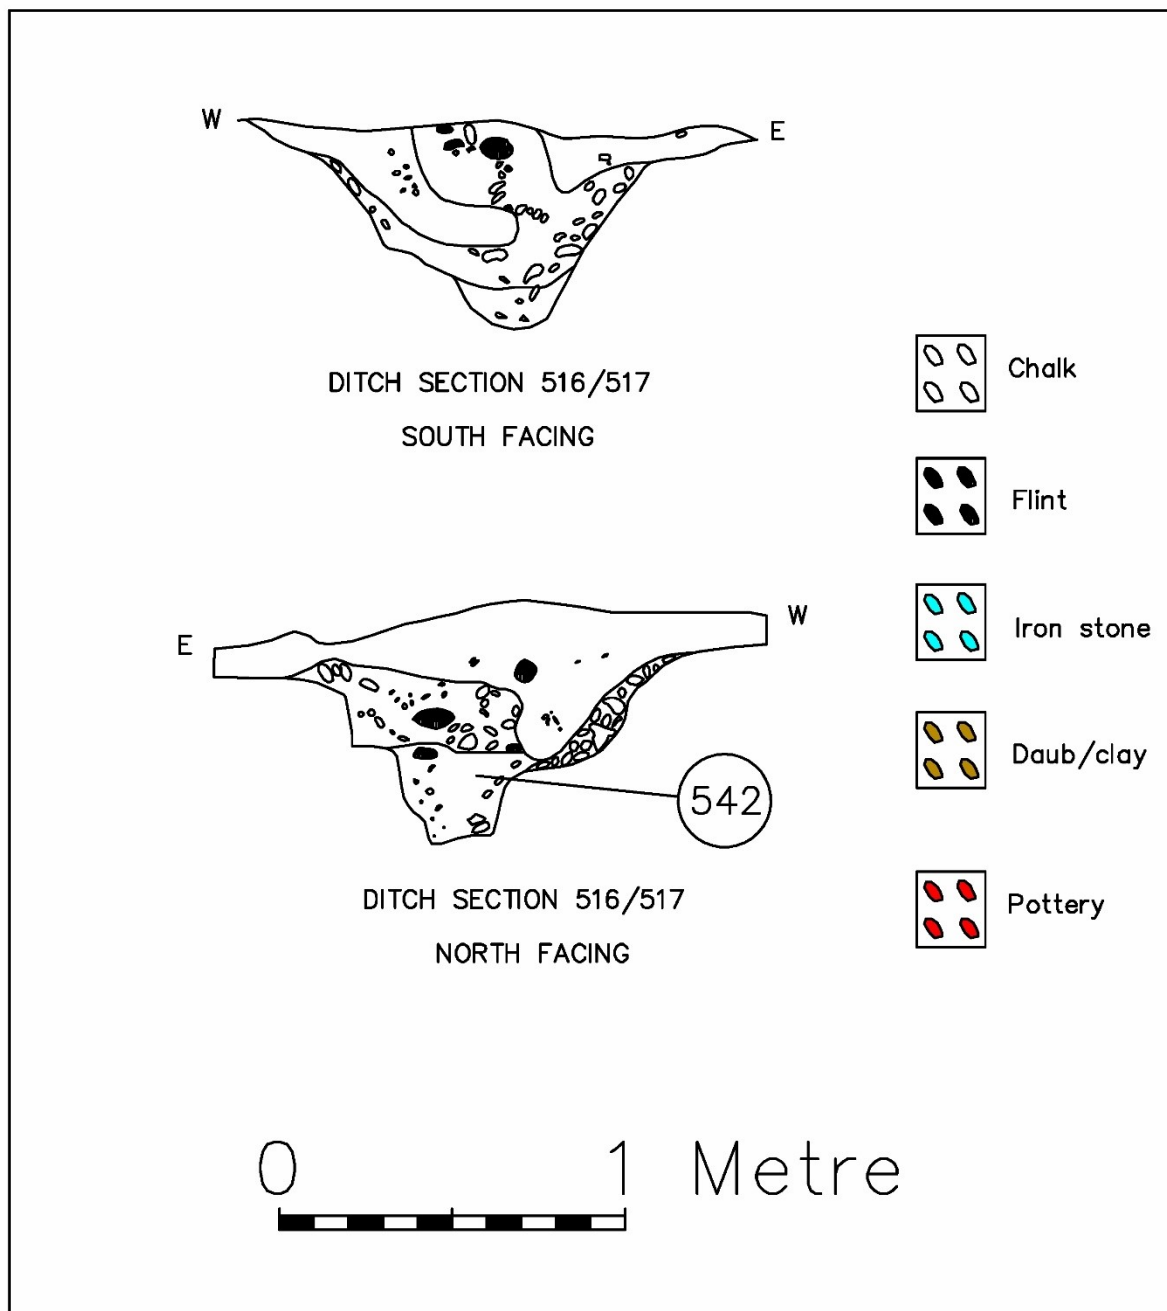 W
E
DITCH SECTION 516/517
SOUTH FACING
Chalk
Flint
Iron stone
Daub/clay
Pottery
E
W
542
DITCH SECTION 516/517
NORTH FACING
0 1 Metre